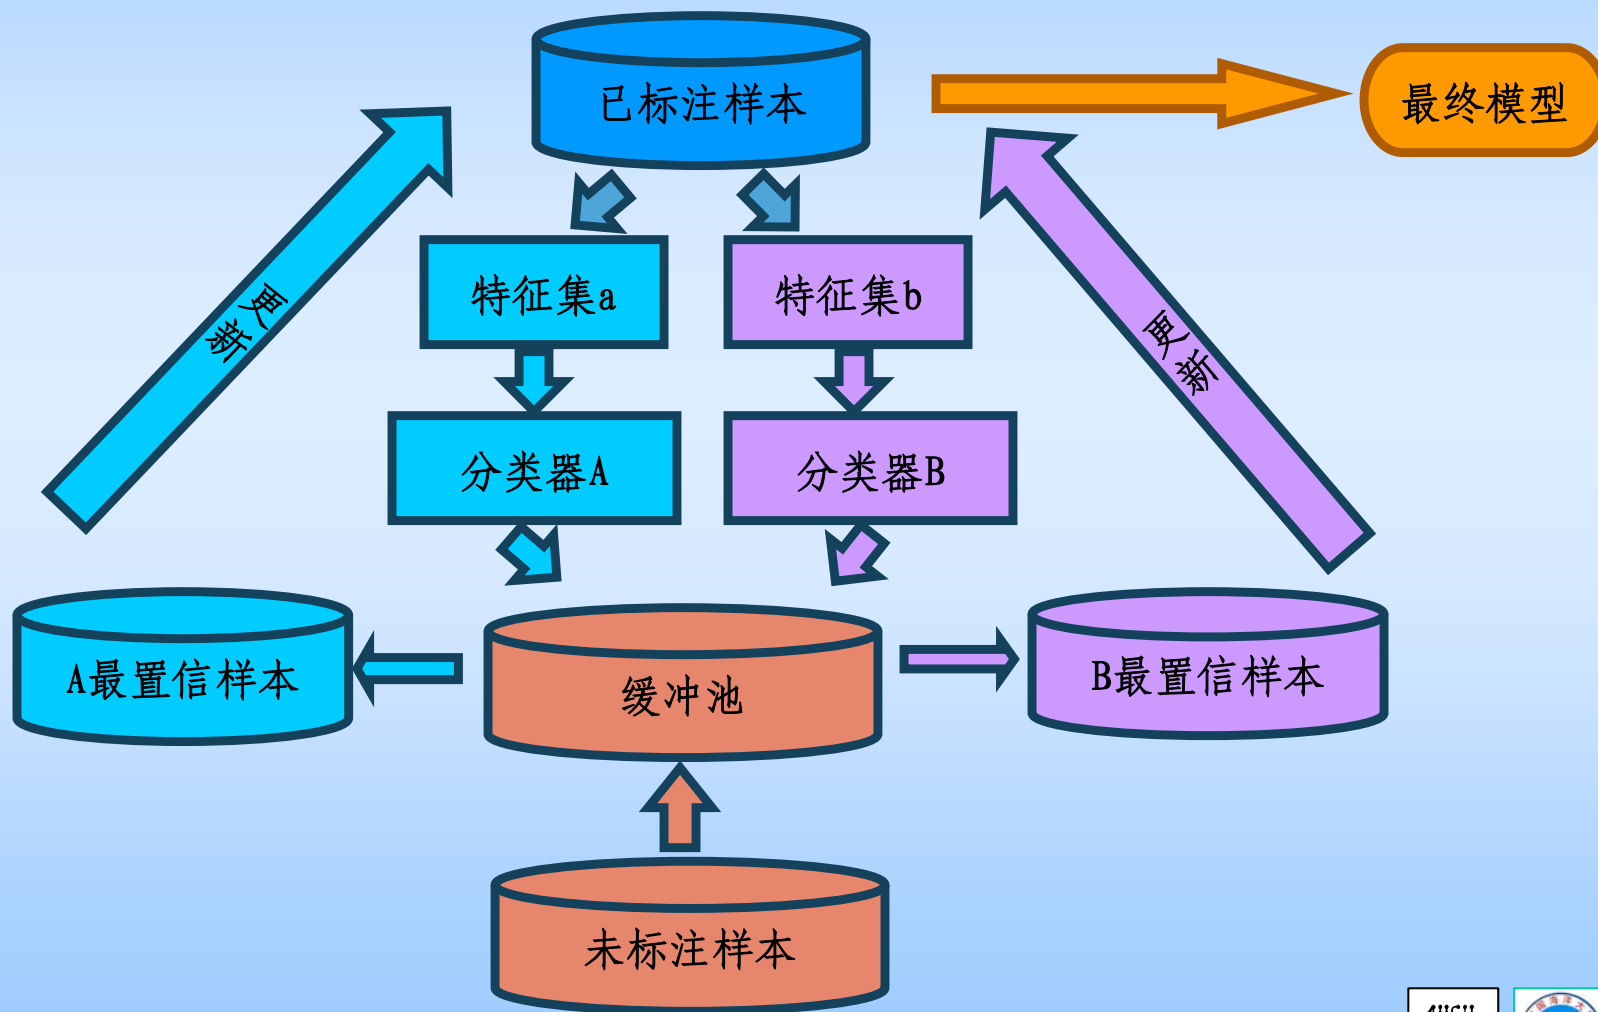 已标注样本
最终模型
特征集a
特征集b
更新
更新
分类器A
分类器B
A最置信样本
缓冲池
B最置信样本
未标注样本